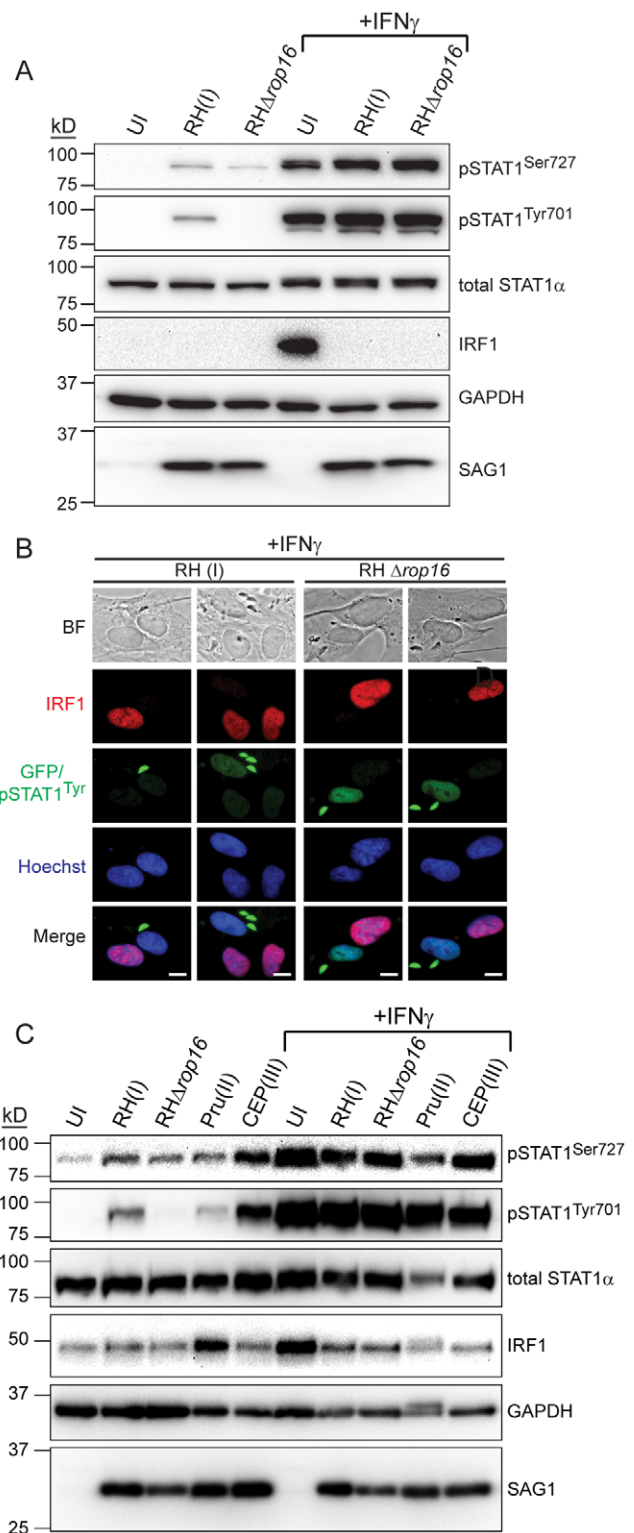 +IFNγ
A
kD
UI
RH(I)
RHΔrop16
UI
RH(I)
RHΔrop16
100
75
pSTAT1Ser727
100
75
pSTAT1Tyr701
100
75
total STAT1α
50
IRF1
37
GAPDH
37
25
SAG1
B
+IFNγ
RH (I)
RH Δrop16
BF
IRF1
D
GFP/
pSTAT1Tyr
Hoechst
Merge
C
+IFNγ
kD
UI
RH(I)
RHΔrop16
Pru(II)
CEP(III)
UI
RH(I)
RHΔrop16
Pru(II)
CEP(III)
100
75
pSTAT1Ser727
100
75
pSTAT1Tyr701
100
75
total STAT1α
50
IRF1
37
GAPDH
37
25
SAG1